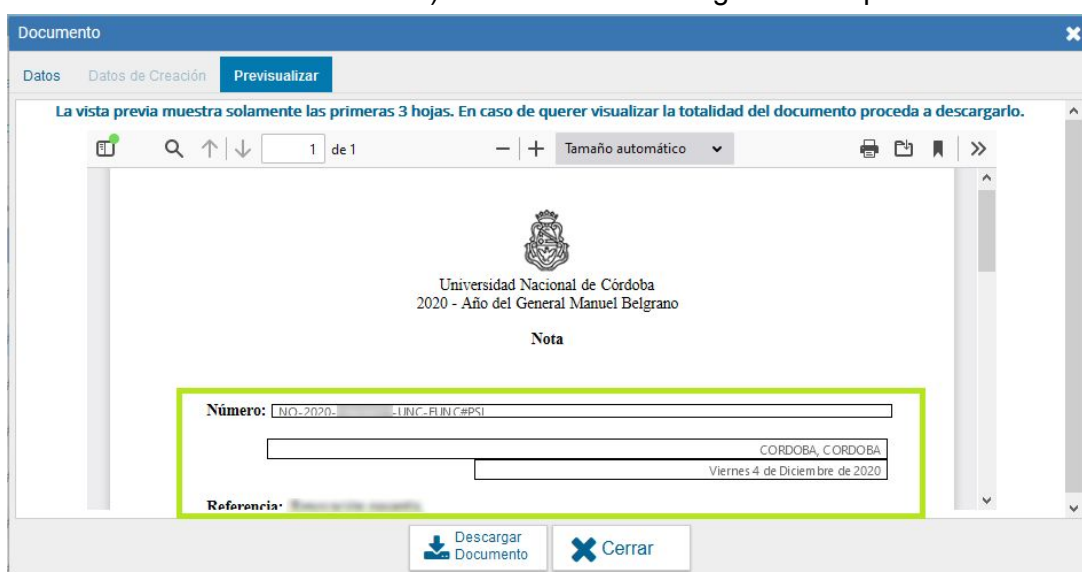 Documento
Datos Datos de Creación Previsualizar
La vista previa muestra solamente las primeras 3 hojas. En caso de querer visualizar la totalidad del documento proceda a descargarlo.
1 de 1 Tamaño automático
Universidad Nacional de Córdoba
2020 - Año del General Manuel Belgrano
Nota
Número: NO-2020- -UNC-FUNC#PSI
CORDOBA, CORDOBA
Viernes 4 de Diciembre de 2020
Referencia:
Descargar
Documento
Cerrar